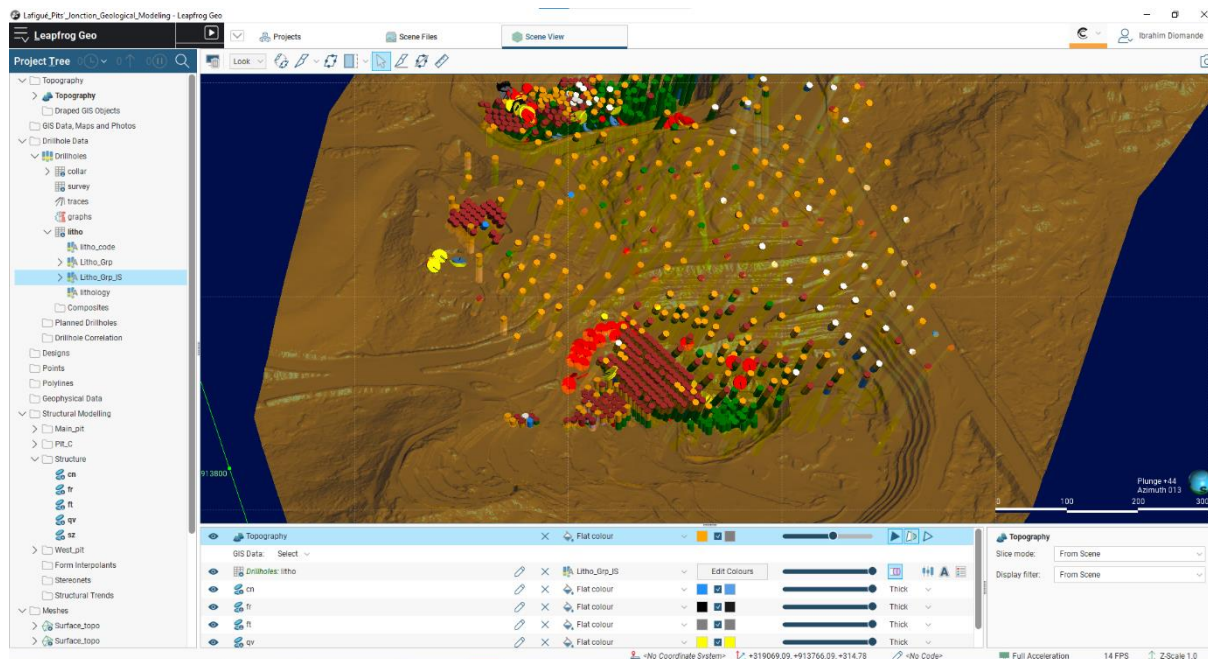 Lafigué_Pits'_Jonction_Geological_Modeling - Leapfrog Geo
Leapfrog Geo
Projects
Scene Files
Scene View
Ibrahim Diomande
Project Tree
0
0
0
Look
Topography
Topography
Draped GIS Objects
GIS Data, Maps and Photos
Drillhole Data
Drillholes
collar
survey
traces
graphs
litho
litho_code
Litho_Grp
Litho_Grp_IS
lithology
Composites
Planned Drillholes
Drillhole Correlation
Designs
Points
Polylines
Geophysical Data
Structural Modelling
Main_pit
Pit_C
Structure
cn
fr
ft
qv
sz
West_pit
Form Interpolants
Stereonets
Structural Trends
Meshes
Surface_topo
Surface_topo
913800
Plunge +44
Azimuth 013
0 100 200 300
Topography Flat colour
GIS Data: Select
Drillholes: litho Litho_Grp_IS Edit Colours
cn Flat colour Thick
fr Flat colour Thick
ft Flat colour Thick
qv Flat colour Thick
Topography
Slice mode: From Scene
Display filter: From Scene
<No Coordinate System> +319069.09, +913766.09, +314.78 <No Code> Full Acceleration 14 FPS Z-Scale 1.0